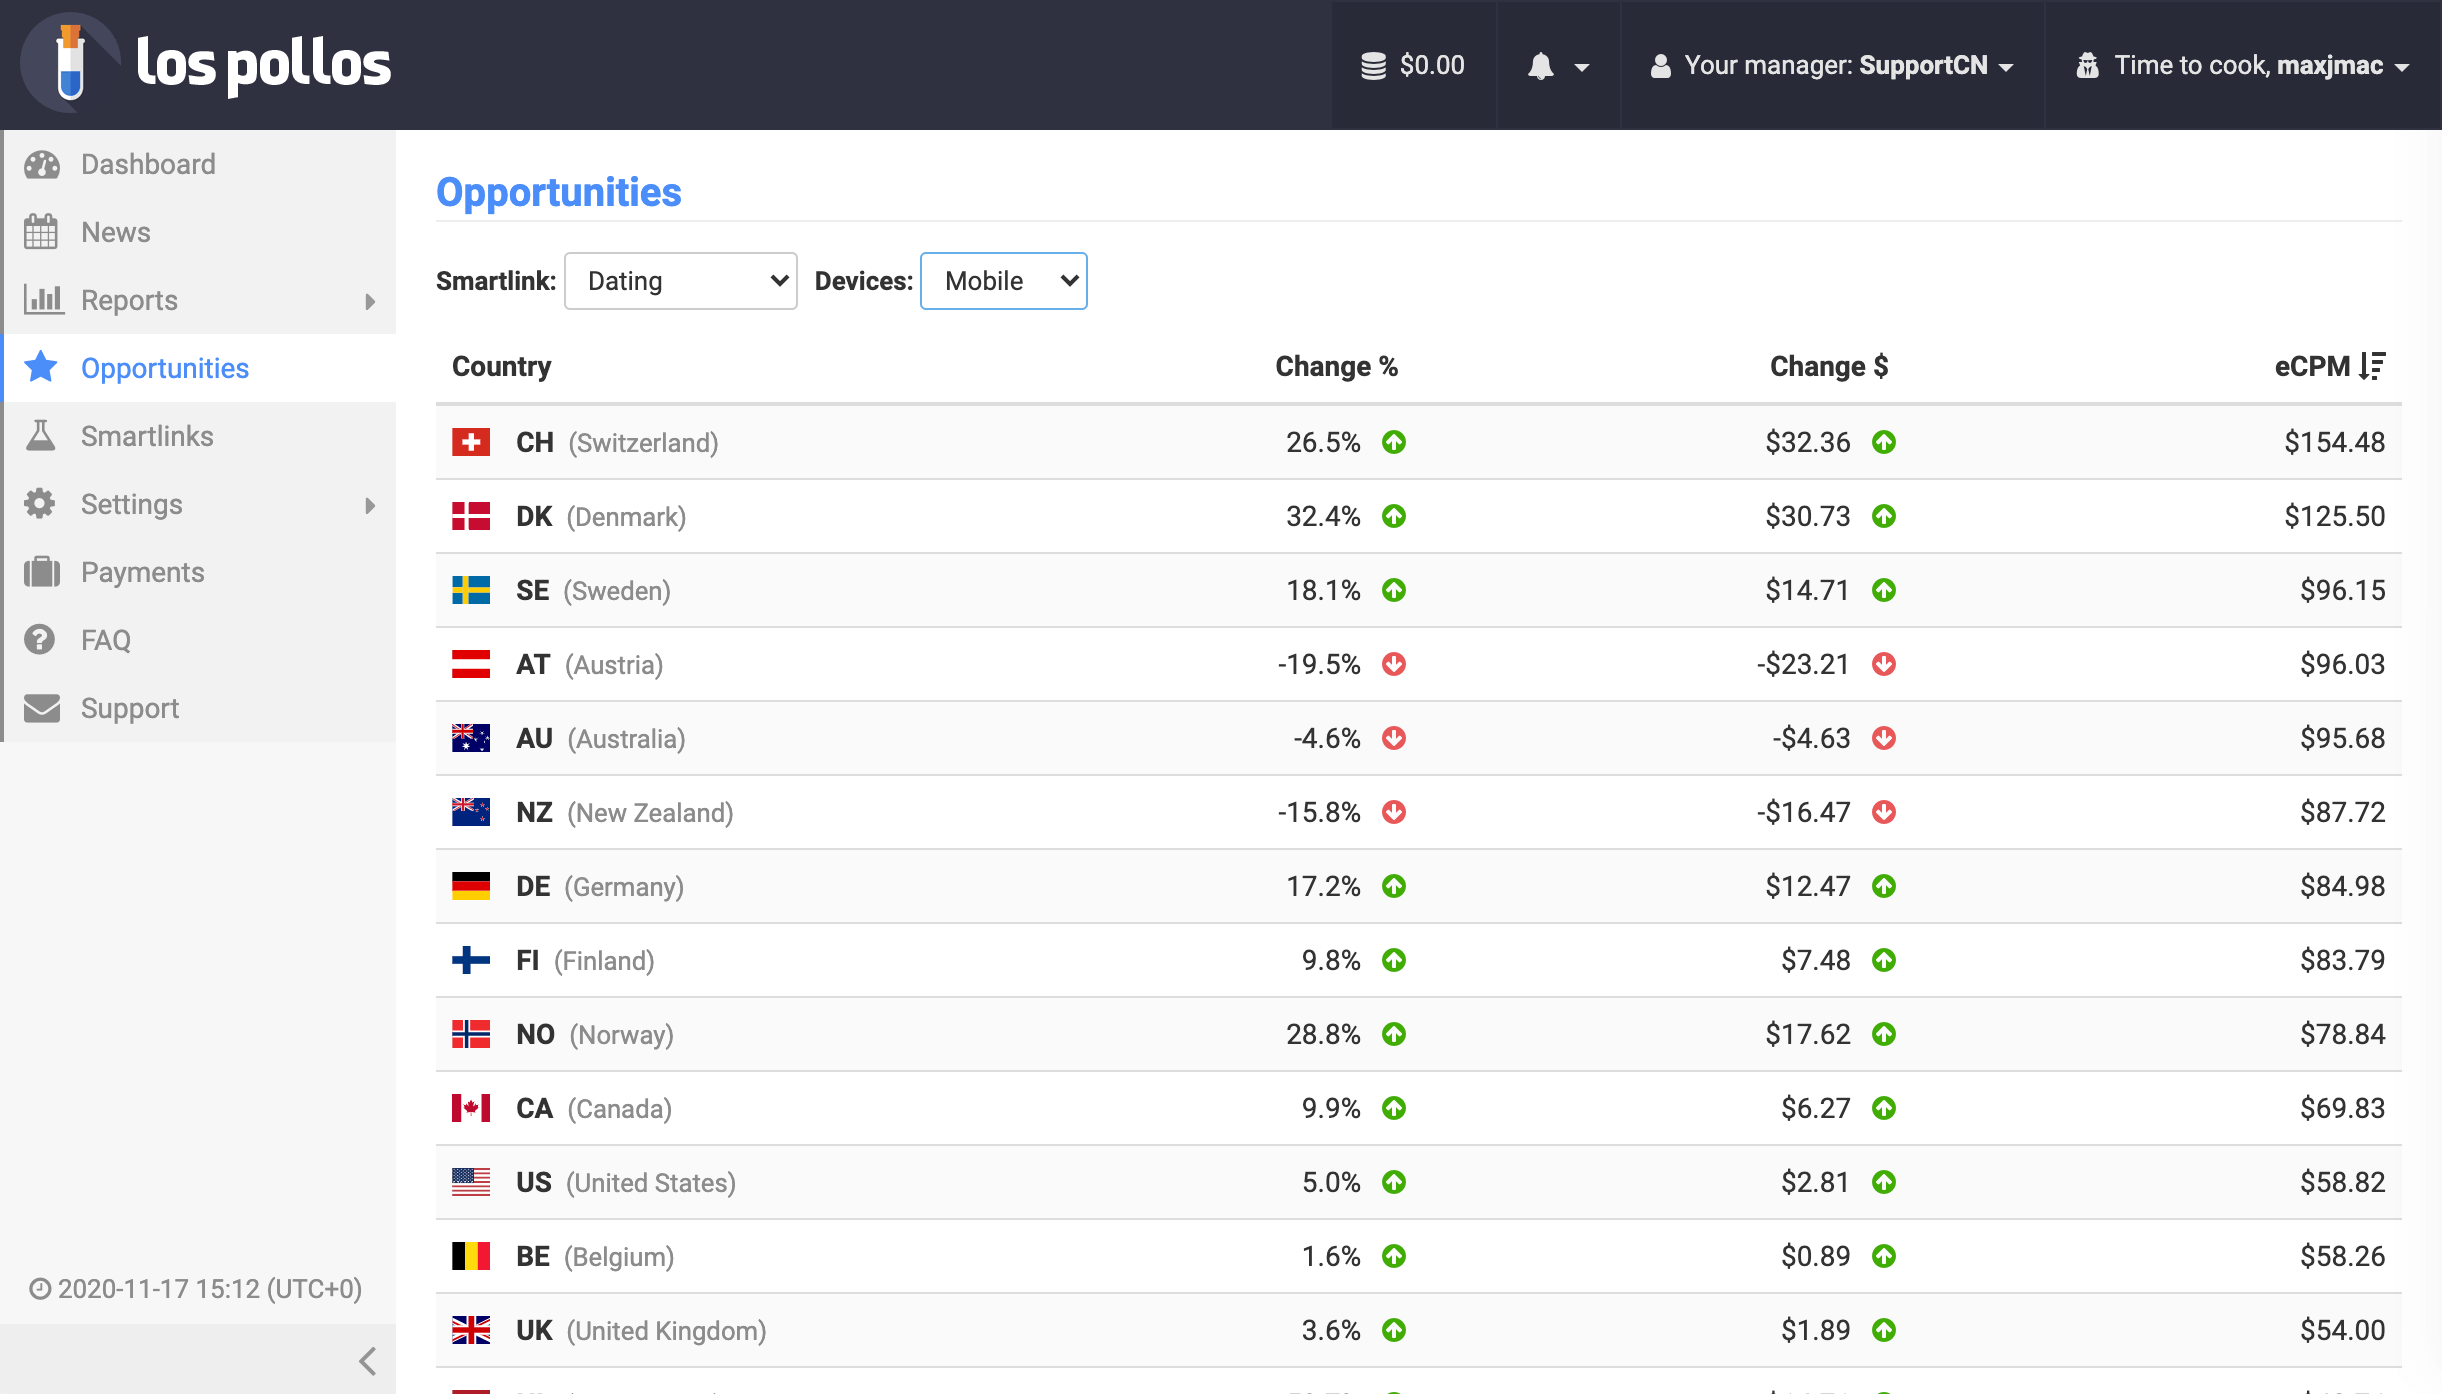 los pollos
$0.00
Your manager: SupportCN
Time to cook, maxjmac
Dashboard
News
Reports
Opportunities
Smartlinks
Settings
Payments
FAQ
Support
2020-11-17 15:12 (UTC+0)
Opportunities
Smartlink: Dating Devices: Mobile
Country Change % Change $ eCPM
CH (Switzerland) 26.5% $32.36 $154.48
DK (Denmark) 32.4% $30.73 $125.50
SE (Sweden) 18.1% $14.71 $96.15
AT (Austria) -19.5% -$23.21 $96.03
AU (Australia) -4.6% -$4.63 $95.68
NZ (New Zealand) -15.8% -$16.47 $87.72
DE (Germany) 17.2% $12.47 $84.98
FI (Finland) 9.8% $7.48 $83.79
NO (Norway) 28.8% $17.62 $78.84
CA (Canada) 9.9% $6.27 $69.83
US (United States) 5.0% $2.81 $58.82
BE (Belgium) 1.6% $0.89 $58.26
UK (United Kingdom) 3.6% $1.89 $54.00